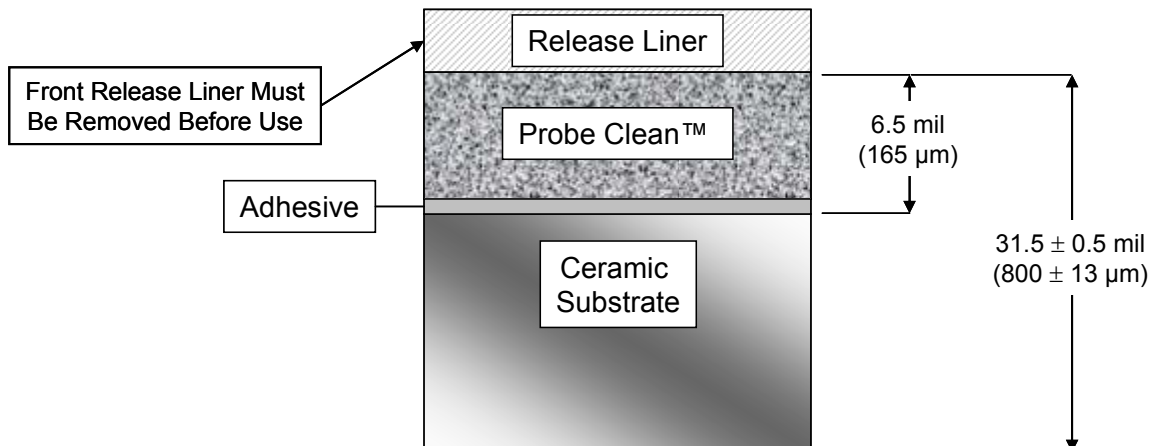 Release Liner
Front Release Liner Must
Be Removed Before Use
Probe Clean™
6.5 mil
(165 µm)
Adhesive
31.5 ± 0.5 mil
(800 ± 13 µm)
Ceramic
Substrate